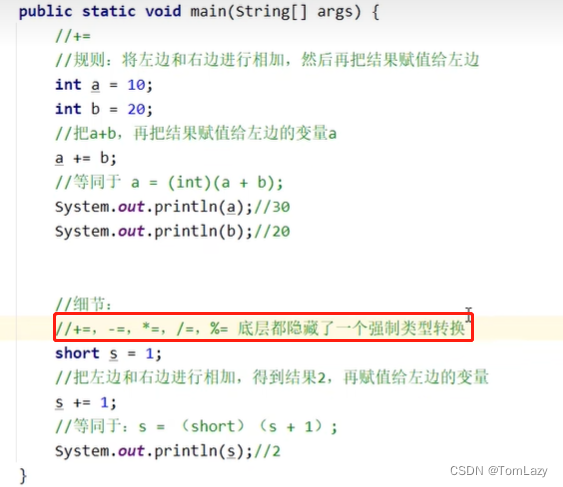 public static void main(String[] args) {
//+=
//规则：将左边和右边进行相加，然后再把结果赋值给左边
int a = 10;
int b = 20;
//把a+b，再把结果赋值给左边的变量a
a += b;
//等同于 a = (int)(a + b);
System.out.println(a);//30
System.out.println(b);//20
//细节：
//+=，-=，*=，/=，%= 底层都隐藏了一个强制类型转换
short s = 1;
//把左边和右边进行相加，得到结果2，再赋值给左边的变量
s += 1;
//等同于：s = （short）（s + 1）;
System.out.println(s);//2
}
CSDN @TomLazy